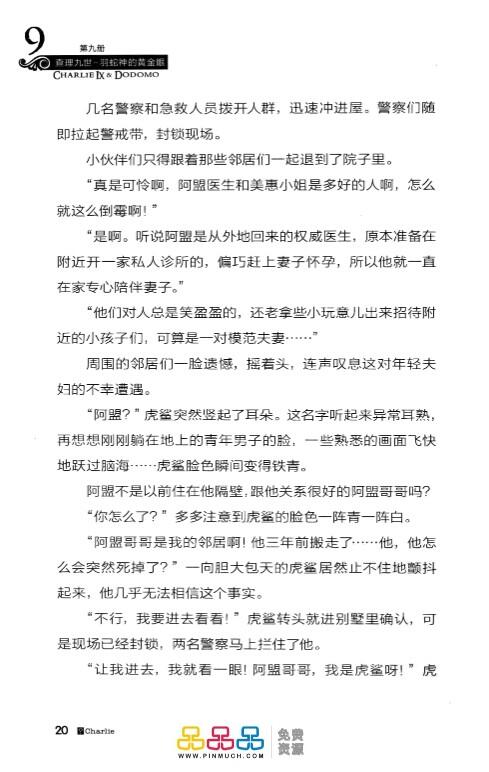 9
第九册
查理九世·羽蛇神的黄金眼
CHARLIE IX & DODOMO
几名警察和急救人员拨开人群，迅速冲进屋。警察们随
即拉起警戒带，封锁现场。
小伙伴们只得跟着那些邻居们一起退到了院子里。
“真是可怜啊，阿盟医生和美惠小姐是多好的人啊，怎么
就这么倒霉啊！”
“是啊。听说阿盟是从外地回来的权威医生，原本准备在
附近开一家私人诊所的，偏巧赶上妻子怀孕，所以他就一直
在家专心陪伴妻子。”
“他们对人总是笑盈盈的，还老拿些小玩意儿出来招待附
近的小孩子们，可算是一对模范夫妻……”
周围的邻居们一脸遗憾，摇着头，连声叹息这对年轻夫
妇的不幸遭遇。
“阿盟？”虎鲨突然竖起了耳朵。这名字听起来异常耳熟，
再想想刚刚躺在地上的青年男子的脸，一些熟悉的画面飞快
地跃过脑海……虎鲨脸色瞬间变得铁青。
阿盟不是以前住在他隔壁，跟他关系很好的阿盟哥哥吗？
“你怎么了？”多多注意到虎鲨的脸色一阵青一阵白。
“阿盟哥哥是我的邻居啊！他三年前搬走了……他，他怎
么会突然死掉了？”一向胆大包天的虎鲨居然止不住地颤抖
起来，他几乎无法相信这个事实。
“不行，我要进去看看！”虎鲨转头就进别墅里确认，可
是现场已经封锁，两名警察马上拦住了他。
“让我进去，我就看一眼！阿盟哥哥，我是虎鲨呀！”虎
20 Charlie
品品品 免费
资源
WWW.PINMUCH.COM